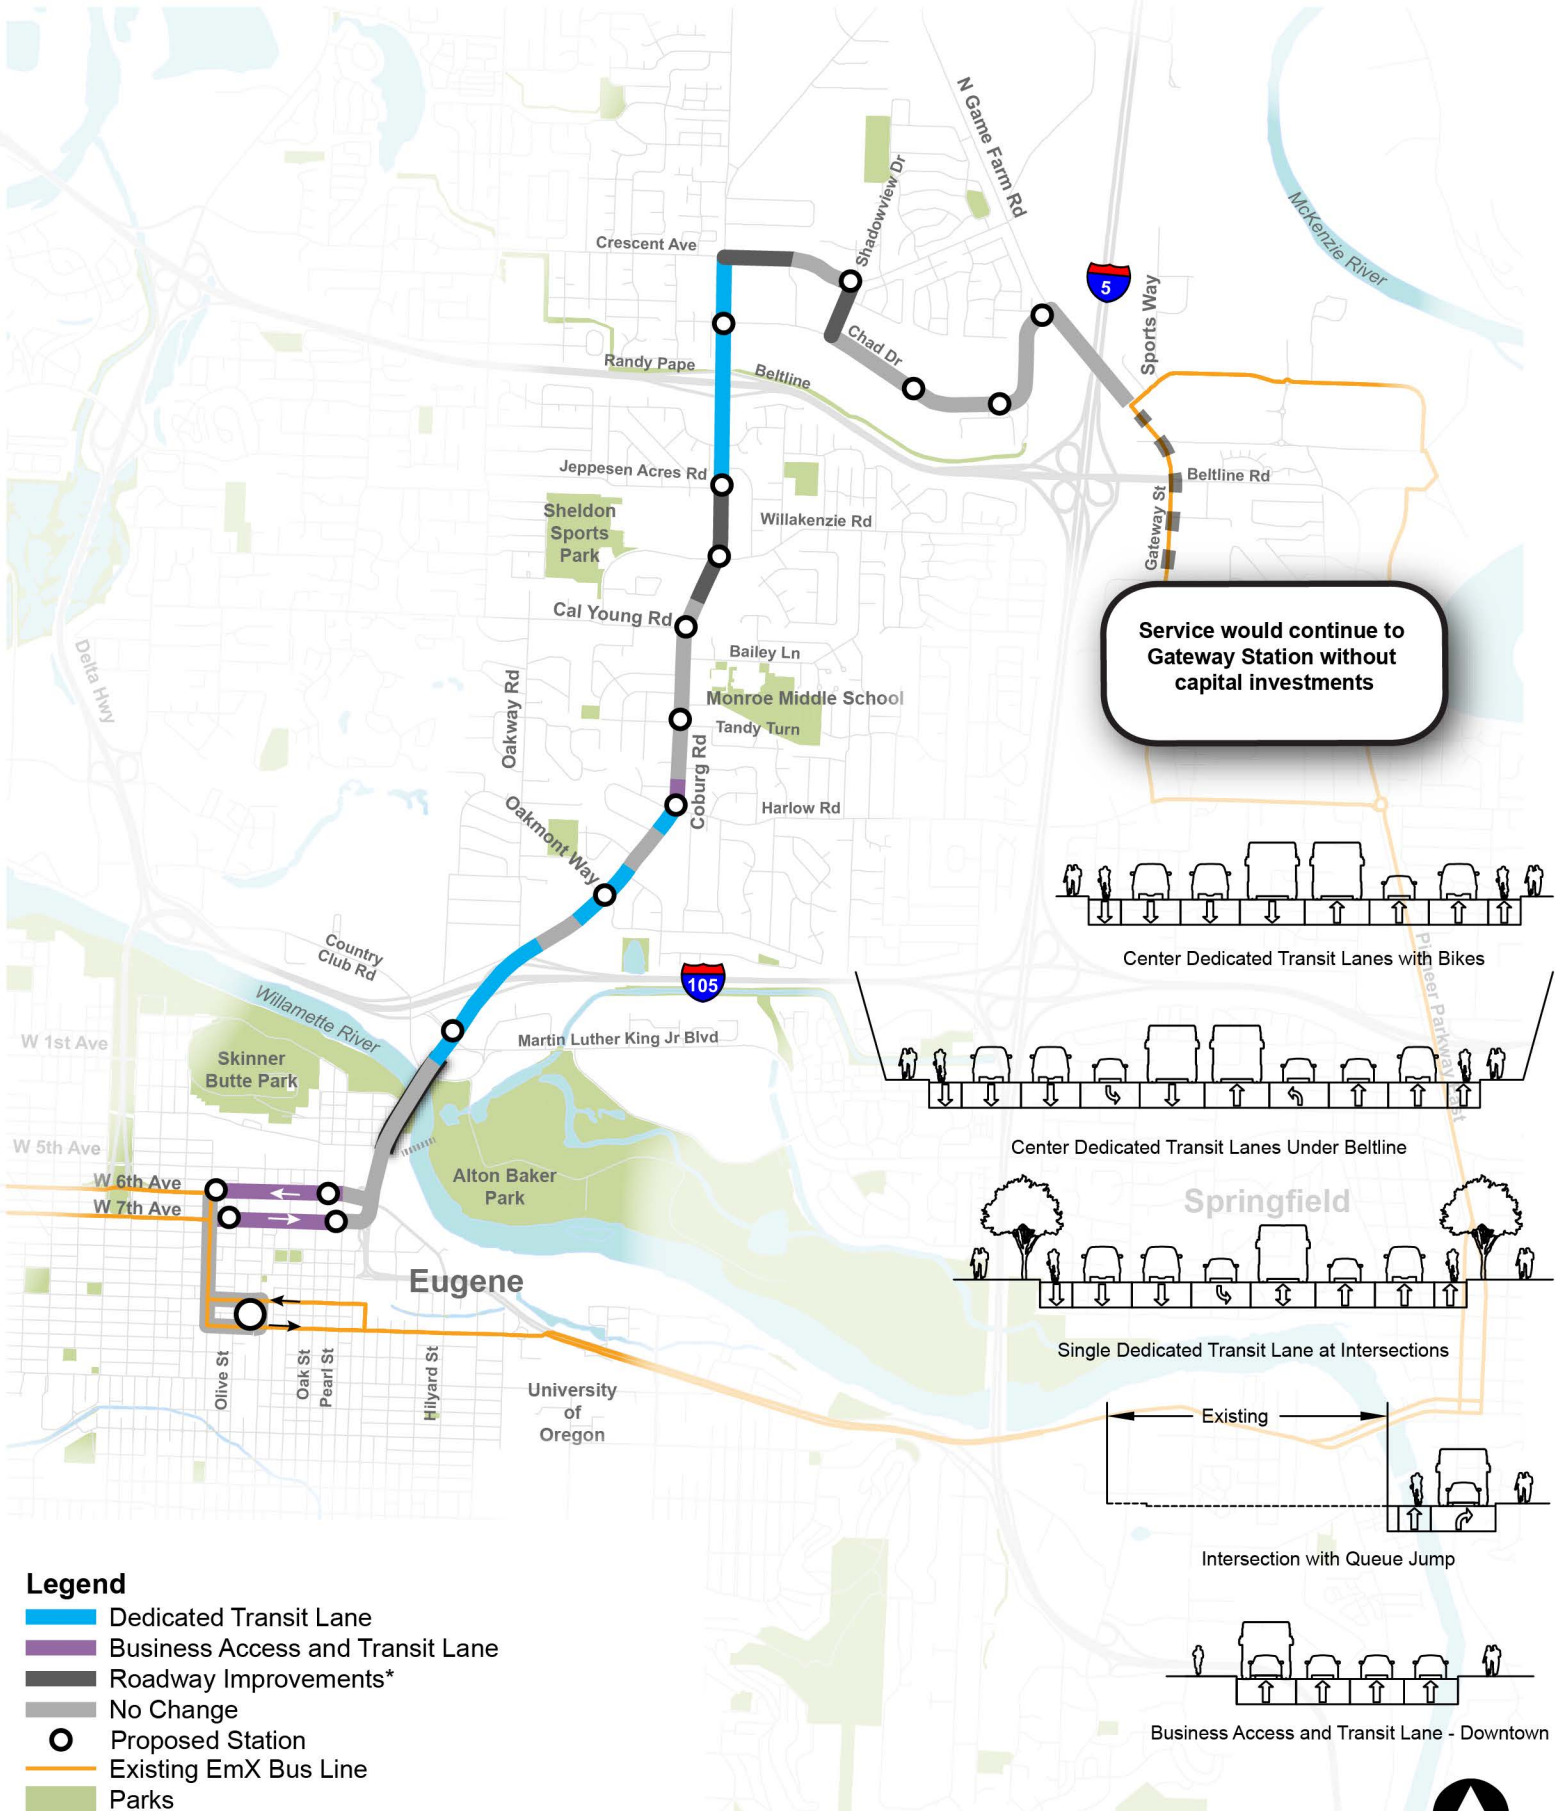 N Game Farm Rd
Shadowview Dr
McKenzie River
Crescent Ave
5
Sports Way
Chad Dr
Randy Pape
Beltline
Jeppesen Acres Rd
Beltline Rd
Gateway St
Sheldon
Sports
Park
Willakenzie Rd
Cal Young Rd
Service would continue to
Gateway Station without
capital investments
Delta Hwy
Bailey Ln
Oakway Rd
Monroe Middle School
Tandy Turn
Coburg Rd
Harlow Rd
Oakmont Way
Country
Club Rd
Center Dedicated Transit Lanes with Bikes
Pioneer Parkway East
105
Willamette River
W 1st Ave
Martin Luther King Jr Blvd
Skinner
Butte Park
Center Dedicated Transit Lanes Under Beltline
W 5th Ave
W 6th Ave
W 7th Ave
Alton Baker
Park
Springfield
Eugene
Single Dedicated Transit Lane at Intersections
Olive St
Oak St
Pearl St
Hilyard St
University
of
Oregon
Existing
Intersection with Queue Jump
Business Access and Transit Lane - Downtown
Legend
Dedicated Transit Lane
Business Access and Transit Lane
Roadway Improvements*
No Change
Proposed Station
Existing EmX Bus Line
Parks